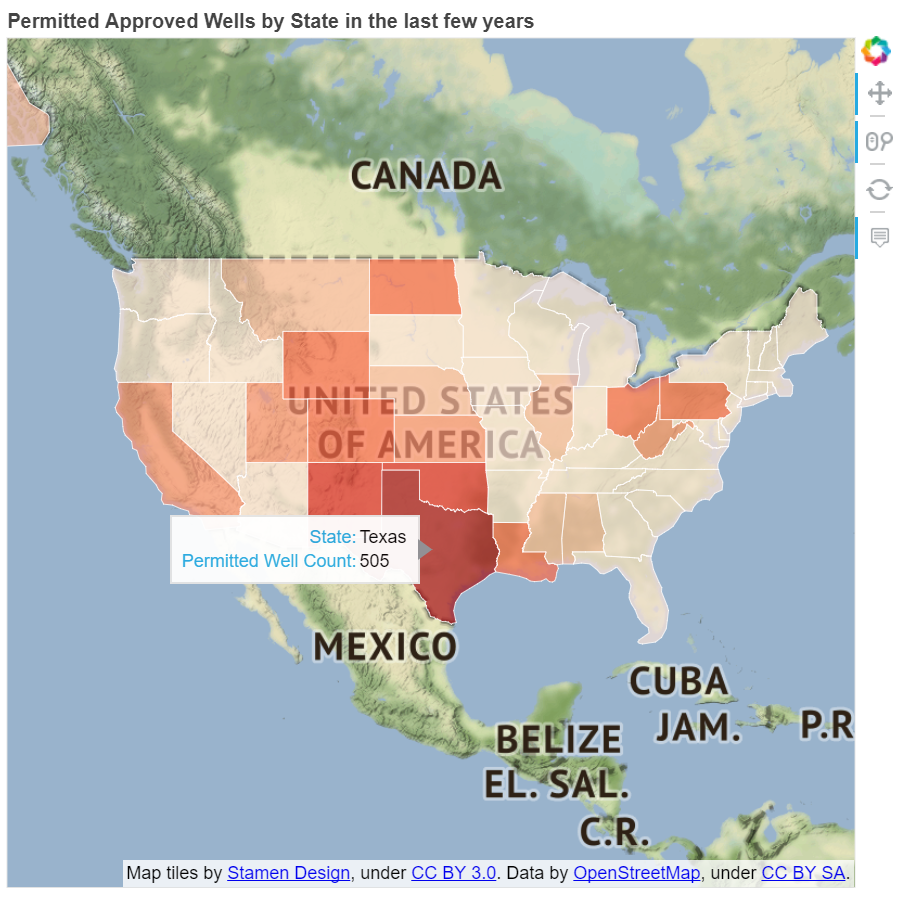 Permitted Approved Wells by State in the last few years
CANADA
UNITED STATES
OF AMERICA
State: Texas
Permitted Well Count: 505
MEXICO
CUBA
JAM.
P.R
BELIZE
EL. SAL.
C.R.
Map tiles by Stamen Design, under CC BY 3.0. Data by OpenStreetMap, under CC BY SA.